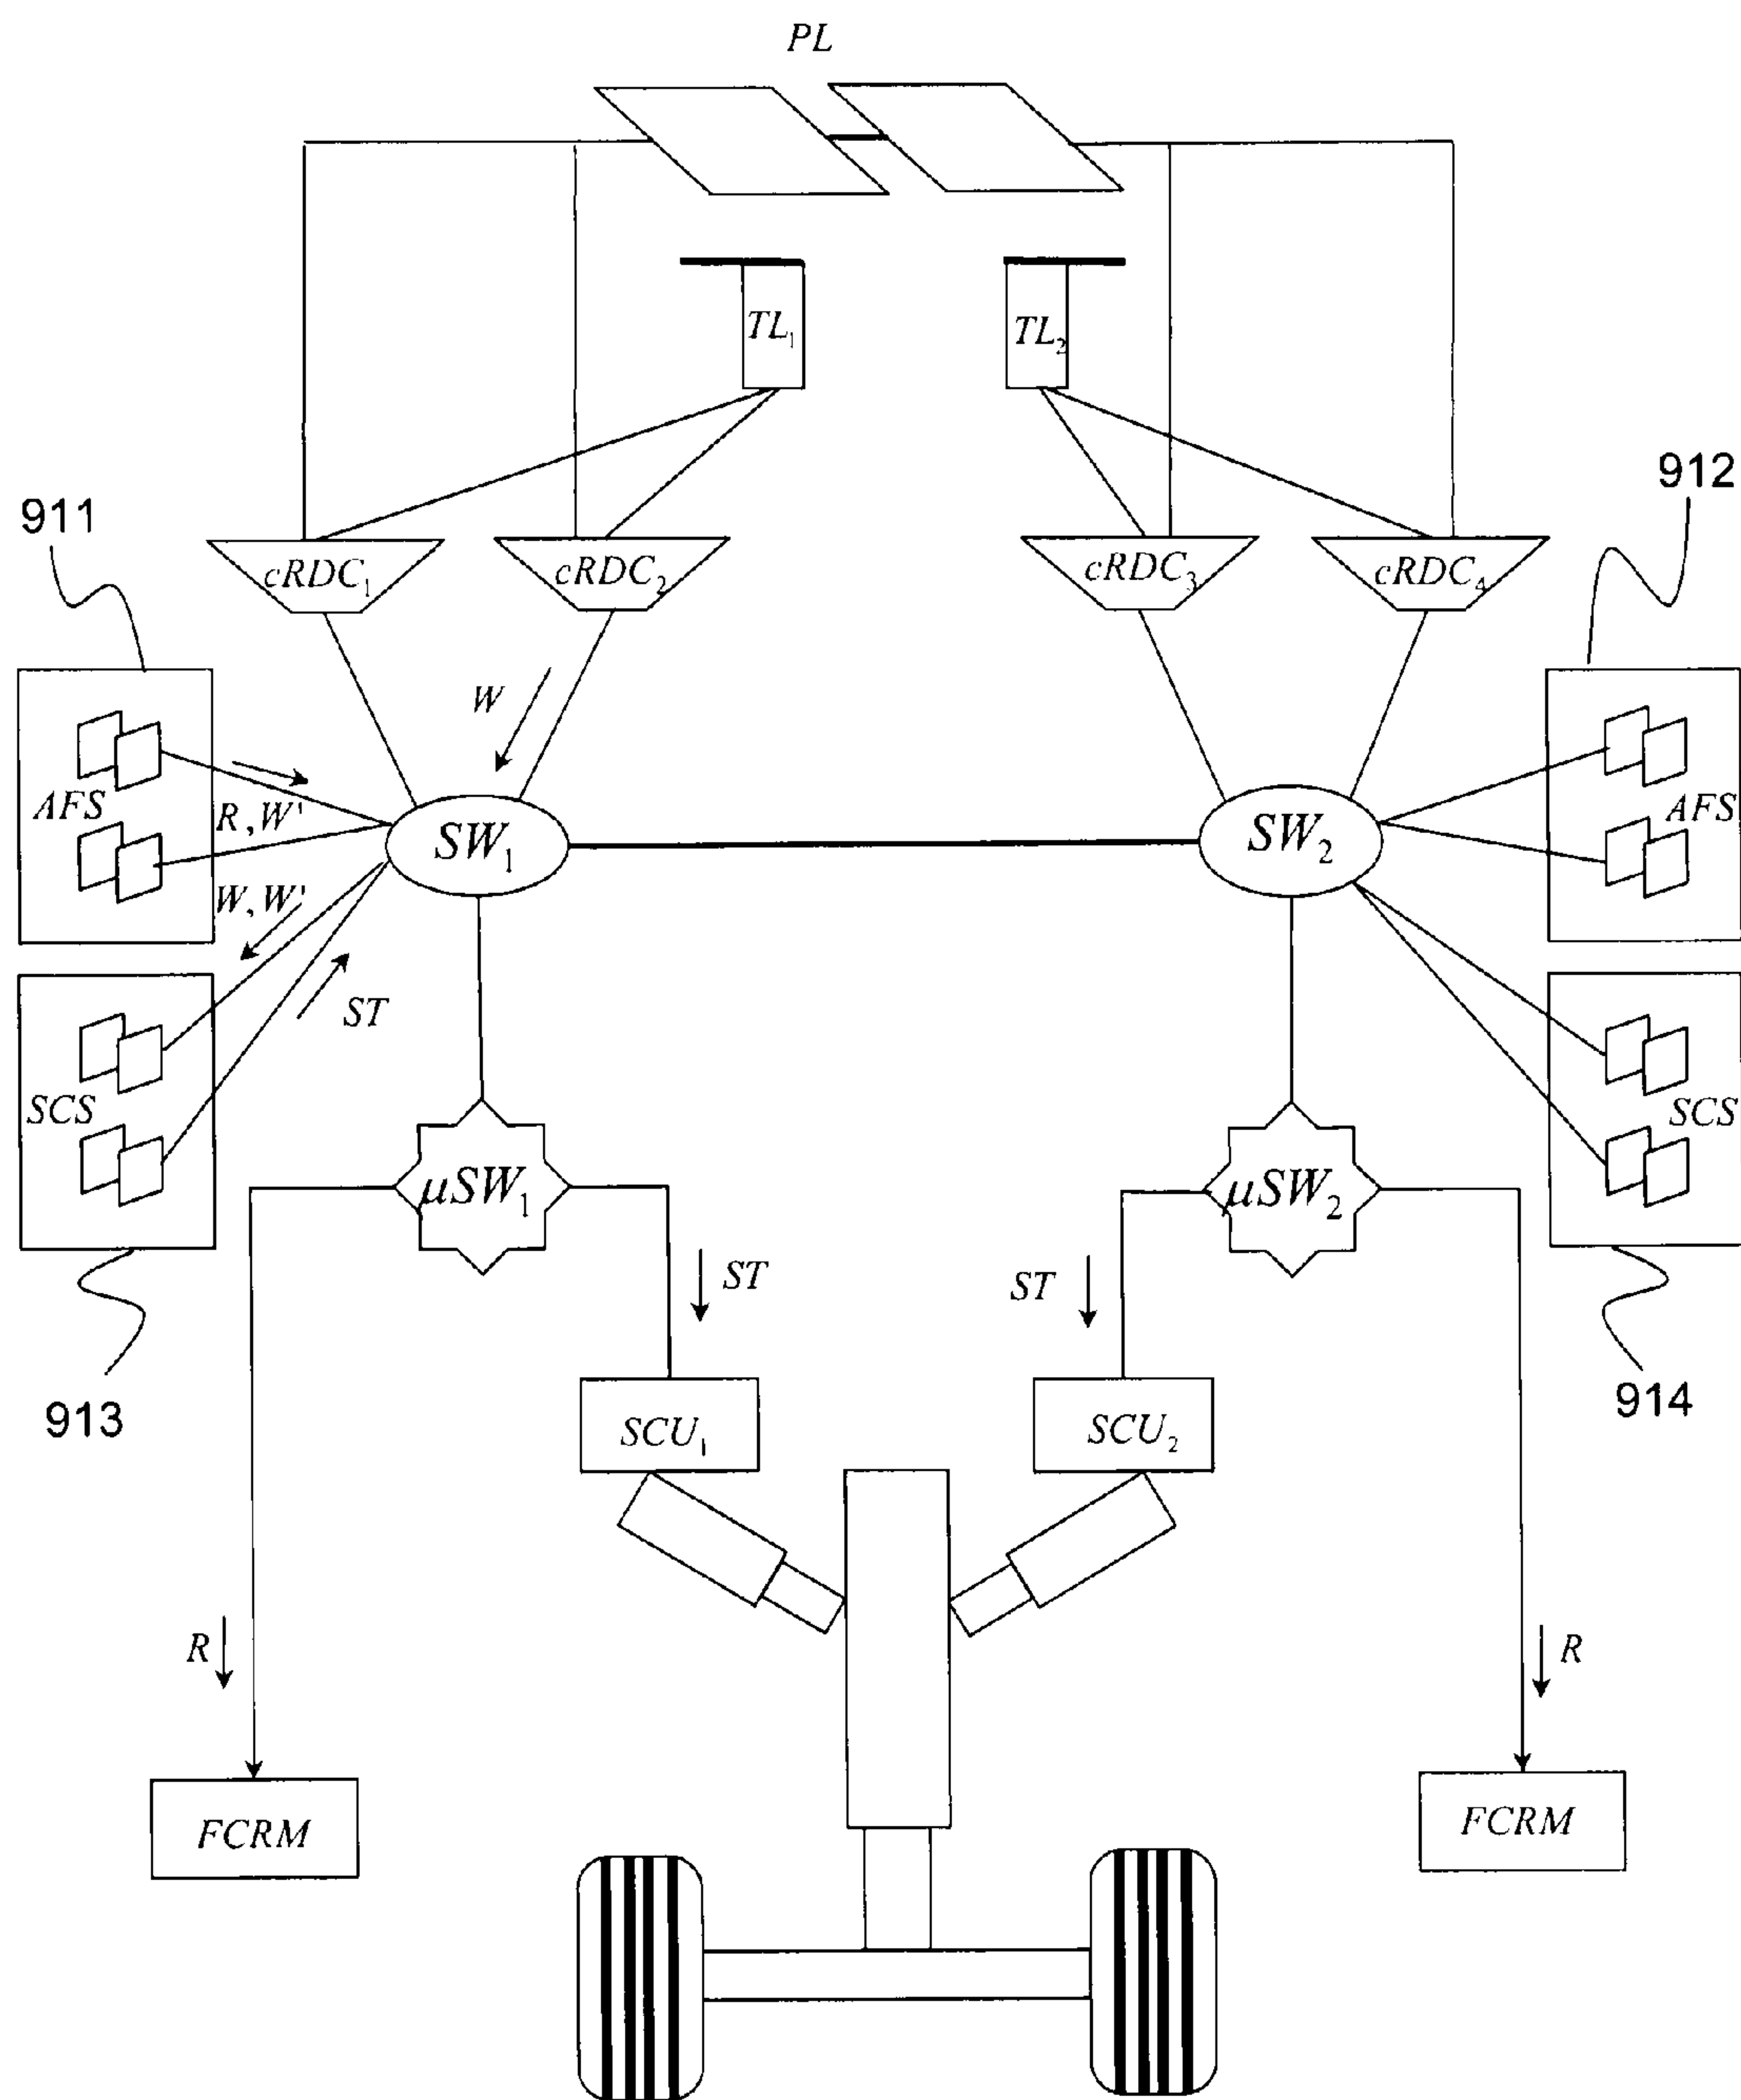 PL
TL₁
TL₂
912
911
cRDC₁
cRDC₂
cRDC₃
cRDC₄
W
AFS
R,W'
SW₁
SW₂
AFS
W,W'
ST
SCS
SCS
μSW₁
μSW₂
ST
ST
913
914
SCU₁
SCU₂
R
R
FCRM
FCRM